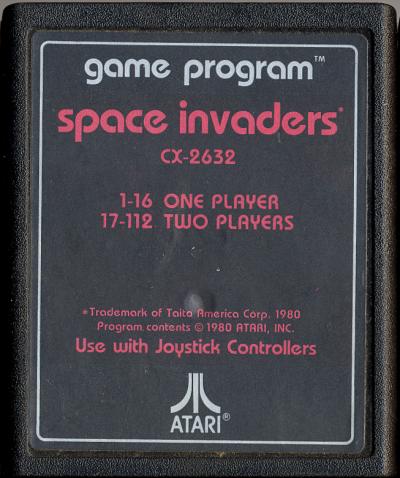 game program™
space invaders*
CX-2632
1-16 ONE PLAYER
17-112 TWO PLAYERS
*Trademark of Taito America Corp. 1980
Program contents © 1980 ATARI, INC.
Use with Joystick Controllers
ATARI®